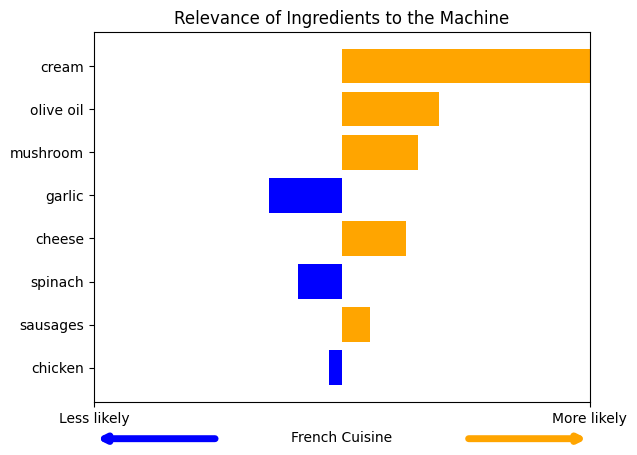 Relevance of Ingredients to the Machine
cream
olive oil
mushroom
garlic
cheese
spinach
sausages
chicken
Less likely
More likely
French Cuisine